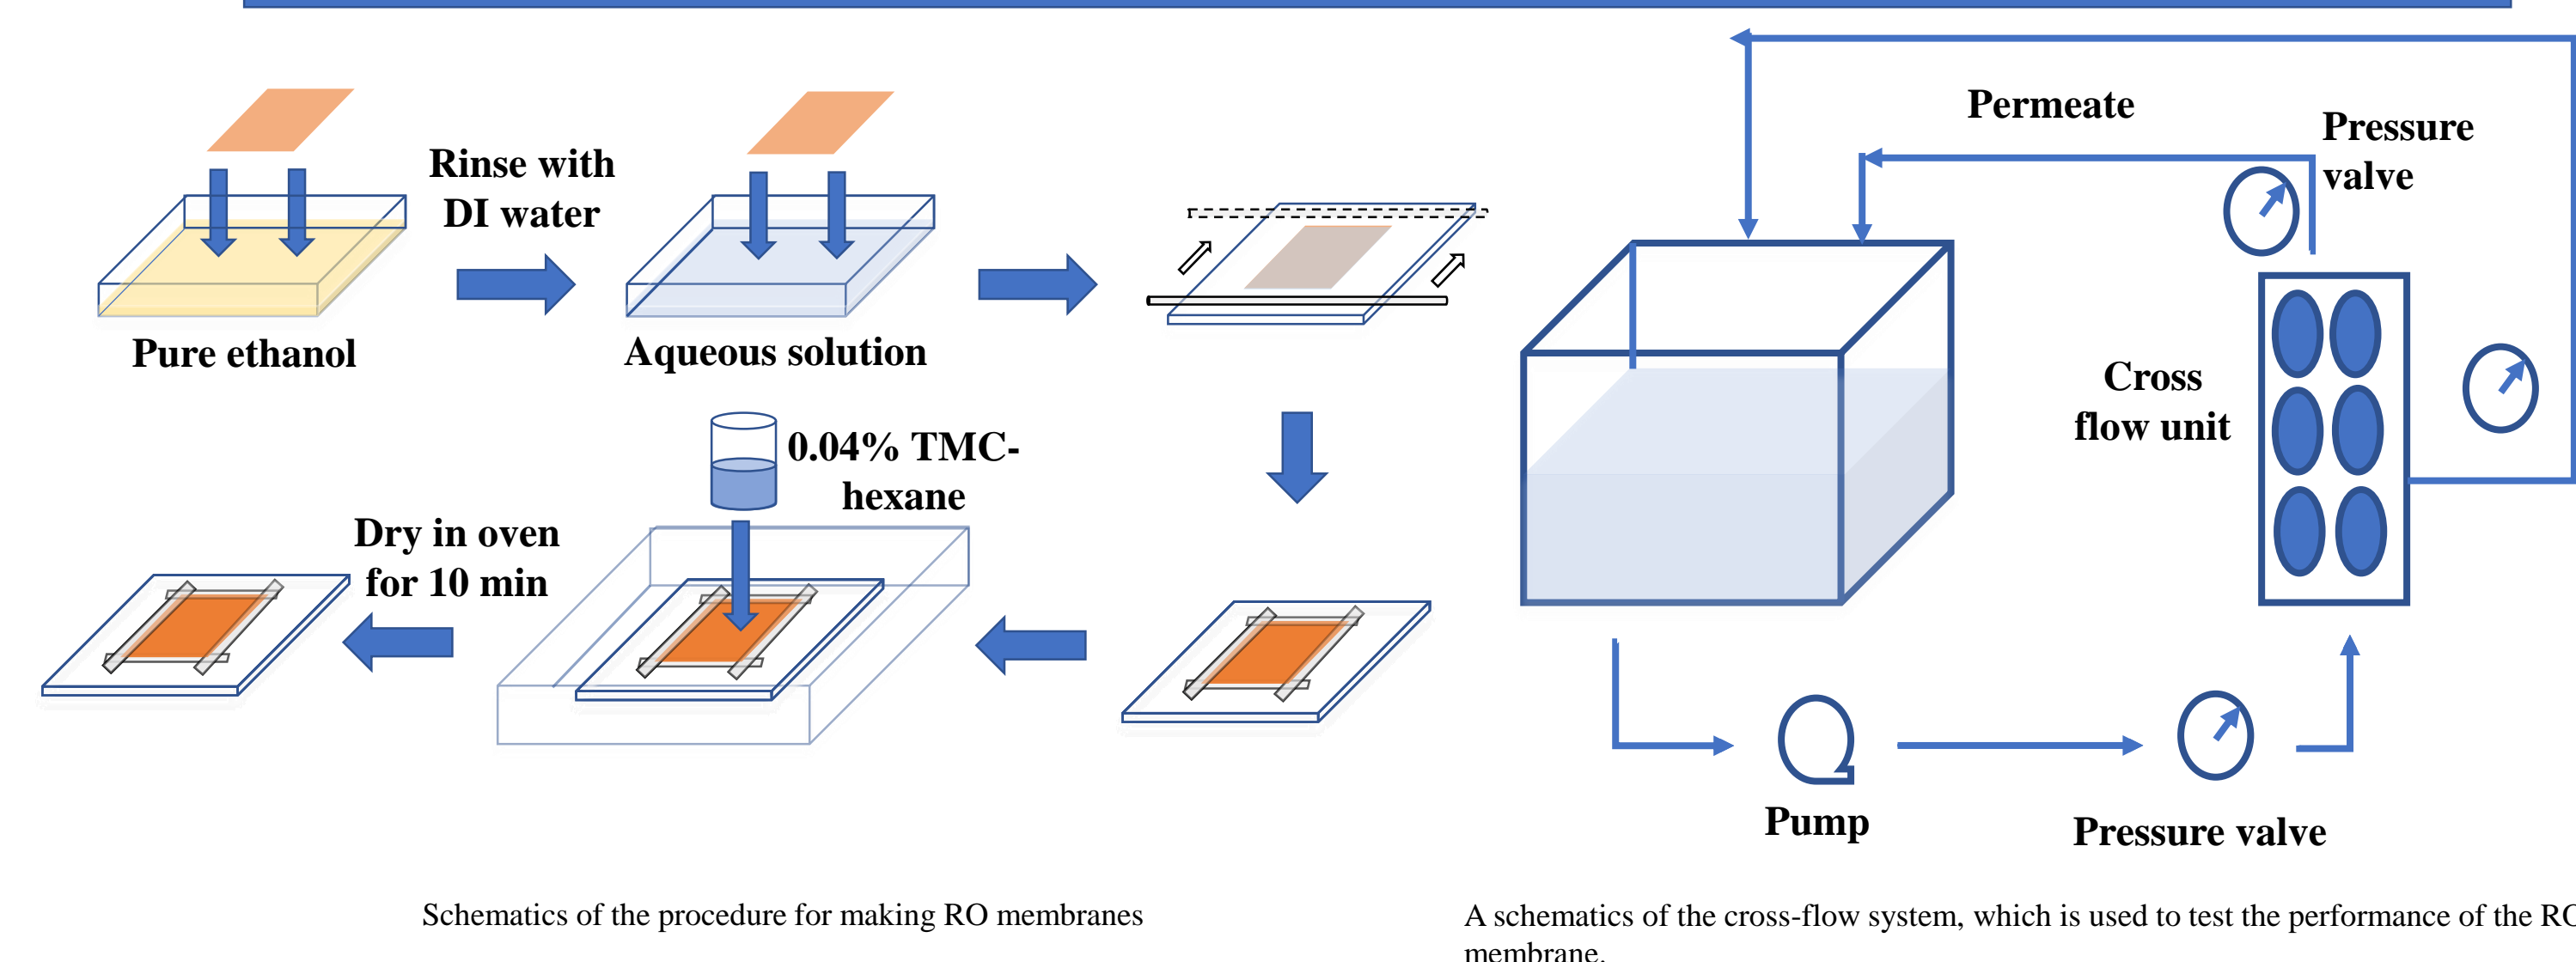 Rinse with
DI water
Pure ethanol
Aqueous solution
0.04% TMC-
hexane
Dry in oven
for 10 min
Schematics of the procedure for making RO membranes
Permeate
Pressure
valve
Cross
flow unit
Pump
Pressure valve
A schematics of the cross-flow system, which is used to test the performance of the RO
membrane.